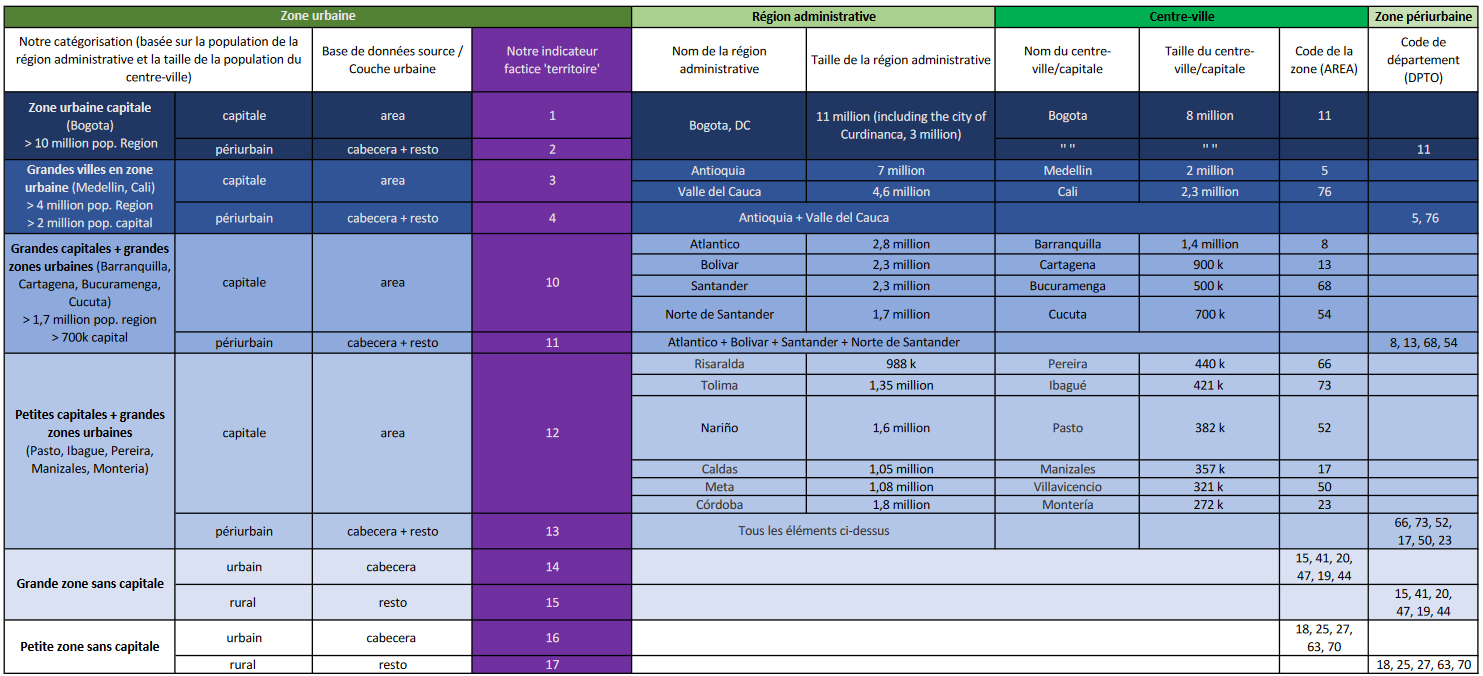 Zone urbaine Région administrative Centre-ville Zone périurbaine
Notre catégorisation (basée sur la population de la
région administrative et la taille de la population du
centre-ville)
Base de données source /
Couche urbaine
Notre indicateur
factice 'territoire'
Nom de la région
administrative
Taille de la région administrative
Nom du centre-
ville/capitale
Taille du centre-
ville/capitale
Code de la
zone (AREA)
Code de
département
(DPTO)
Zone urbaine capitale
(Bogota)
> 10 million pop. Region
capitale area 1
Bogota, DC
11 million (including the city of
Curdinanca, 3 million)
Bogota 8 million 11
périurbain cabecera + resto 2 " " " " 11
Grandes villes en zone
urbaine (Medellin, Cali)
> 4 million pop. Region
> 2 million pop. capital
capitale area 3
Antioquia 7 million Medellin 2 million 5
Valle del Cauca 4,6 million Cali 2,3 million 76
périurbain cabecera + resto 4 Antioquia + Valle del Cauca 5, 76
Grandes capitales + grandes
zones urbaines (Barranquilla,
Cartagena, Bucuramenga,
Cucuta)
> 1,7 million pop. region
> 700k capital
capitale area 10
Atlantico 2,8 million Barranquilla 1,4 million 8
Bolivar 2,3 million Cartagena 900 k 13
Santander 2,3 million Bucuramenga 500 k 68
Norte de Santander 1,7 million Cucuta 700 k 54
périurbain cabecera + resto 11 Atlantico + Bolivar + Santander + Norte de Santander 8, 13, 68, 54
Petites capitales + grandes
zones urbaines
(Pasto, Ibague, Pereira,
Manizales, Monteria)
capitale area 12
Risaralda 988 k Pereira 440 k 66
Tolima 1,35 million Ibagué 421 k 73
Nariño 1,6 million Pasto 382 k 52
Caldas 1,05 million Manizales 357 k 17
Meta 1,08 million Villavicencio 321 k 50
Córdoba 1,8 million Montería 272 k 23
périurbain cabecera + resto 13 Tous les éléments ci-dessus
66, 73, 52,
17, 50, 23
Grande zone sans capitale
urbain cabecera 14
15, 41, 20,
47, 19, 44
rural resto 15
15, 41, 20,
47, 19, 44
Petite zone sans capitale
urbain cabecera 16
18, 25, 27,
63, 70
rural resto 17 18, 25, 27, 63, 70